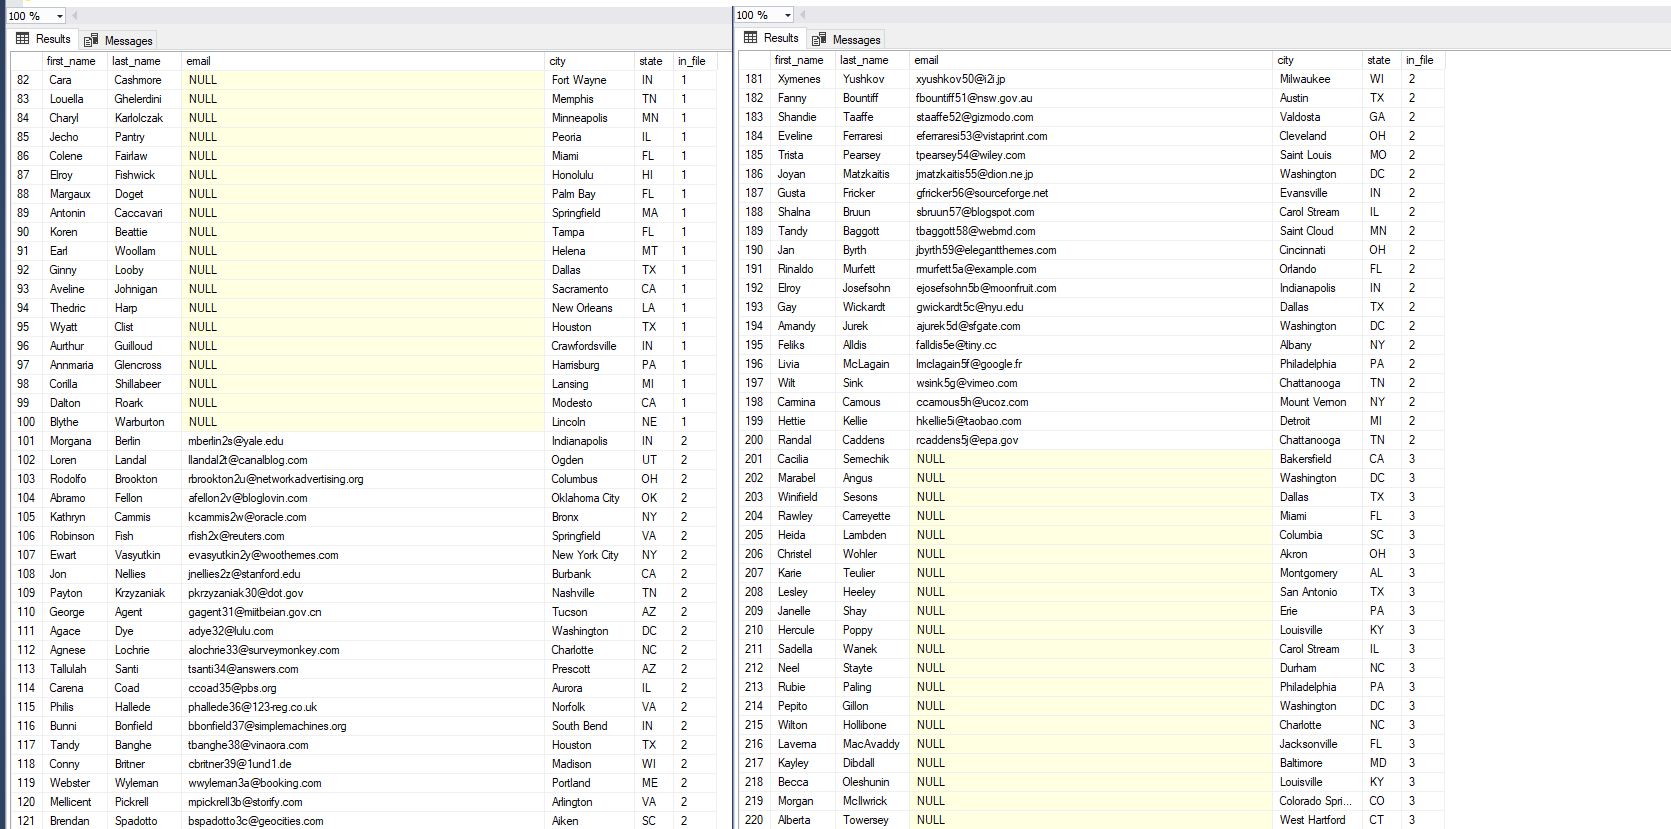 100 %
Results Messages
first_name last_name email city state in_file
82 Cara Cashmore NULL Fort Wayne IN 1
83 Louella Ghelerdini NULL Memphis TN 1
84 Charyl Karlolczak NULL Minneapolis MN 1
85 Jecho Pantry NULL Peoria IL 1
86 Colene Fairlaw NULL Miami FL 1
87 Elroy Fishwick NULL Honolulu HI 1
88 Margaux Doget NULL Palm Bay FL 1
89 Antonin Caccavari NULL Springfield MA 1
90 Koren Beattie NULL Tampa FL 1
91 Earl Woollam NULL Helena MT 1
92 Ginny Looby NULL Dallas TX 1
93 Aveline Johnigan NULL Sacramento CA 1
94 Thedric Harp NULL New Orleans LA 1
95 Wyatt Clist NULL Houston TX 1
96 Aurthur Guilloud NULL Crawfordsville IN 1
97 Annmaria Glencross NULL Harrisburg PA 1
98 Corilla Shillabeer NULL Lansing MI 1
99 Dalton Roark NULL Modesto CA 1
100 Blythe Warburton NULL Lincoln NE 1
101 Morgana Berlin mberlin2s@yale.edu Indianapolis IN 2
102 Loren Landal llandal2t@canalblog.com Ogden UT 2
103 Rodolfo Brookton rbrookton2u@networkadvertising.org Columbus OH 2
104 Abramo Fellon afellon2v@bloglovin.com Oklahoma City OK 2
105 Kathryn Cammis kcammis2w@oracle.com Bronx NY 2
106 Robinson Fish rfish2x@reuters.com Springfield VA 2
107 Ewart Vasyutkin evasyutkin2y@woothemes.com New York City NY 2
108 Jon Nellies jnellies2z@stanford.edu Burbank CA 2
109 Payton Krzyzaniak pkrzyzaniak30@dot.gov Nashville TN 2
110 George Agent gagent31@miitbeian.gov.cn Tucson AZ 2
111 Agace Dye adye32@lulu.com Washington DC 2
112 Agnese Lochrie alochrie33@surveymonkey.com Charlotte NC 2
113 Tallulah Santi tsanti34@answers.com Prescott AZ 2
114 Carena Coad ccoad35@pbs.org Aurora IL 2
115 Philis Hallede phallede36@123-reg.co.uk Norfolk VA 2
116 Bunni Bonfield bbonfield37@simplemachines.org South Bend IN 2
117 Tandy Banghe tbanghe38@vinaora.com Houston TX 2
118 Conny Britner cbritner39@1und1.de Madison WI 2
119 Webster Wyleman wwyleman3a@booking.com Portland ME 2
120 Mellicent Pickrell mpickrell3b@storify.com Arlington VA 2
121 Brendan Spadotto bspadotto3c@geocities.com Aiken SC 2
100 %
Results Messages
first_name last_name email city state in_file
181 Xymenes Yushkov xyushkov50@i2i.jp Milwaukee WI 2
182 Fanny Bountiff fbountiff51@nsw.gov.au Austin TX 2
183 Shandie Taaffe staaffe52@gizmodo.com Valdosta GA 2
184 Eveline Ferraresi eferraresi53@vistaprint.com Cleveland OH 2
185 Trista Pearsey tpearsey54@wiley.com Saint Louis MO 2
186 Joyan Matzkaitis jmatzkaitis55@dion.ne.jp Washington DC 2
187 Gusta Fricker gfricker56@sourceforge.net Evansville IN 2
188 Shalna Bruun sbruun57@blogspot.com Carol Stream IL 2
189 Tandy Baggott tbaggott58@webmd.com Saint Cloud MN 2
190 Jan Byrth jbyrth59@elegantthemes.com Cincinnati OH 2
191 Rinaldo Murfett rmurfett5a@example.com Orlando FL 2
192 Elroy Josefsohn ejosefsohn5b@moonfruit.com Indianapolis IN 2
193 Gay Wickardt gwickardt5c@nyu.edu Dallas TX 2
194 Amandy Jurek ajurek5d@sfgate.com Washington DC 2
195 Feliks Alldis falldis5e@tiny.cc Albany NY 2
196 Livia McLagain lmclagain5f@google.fr Philadelphia PA 2
197 Wilt Sink wsink5g@vimeo.com Chattanooga TN 2
198 Carmina Camous ccamous5h@ucoz.com Mount Vernon NY 2
199 Hettie Kellie hkellie5i@taobao.com Detroit MI 2
200 Randal Caddens rcaddens5j@epa.gov Chattanooga TN 2
201 Cacilia Semechik NULL Bakersfield CA 3
202 Marabel Angus NULL Washington DC 3
203 Winifield Sesons NULL Dallas TX 3
204 Rawley Carreyette NULL Miami FL 3
205 Heida Lambden NULL Columbia SC 3
206 Christel Wohler NULL Akron OH 3
207 Karie Teulier NULL Montgomery AL 3
208 Lesley Heeley NULL San Antonio TX 3
209 Janelle Shay NULL Erie PA 3
210 Hercule Poppy NULL Louisville KY 3
211 Sadella Wanek NULL Carol Stream IL 3
212 Neel Stayte NULL Durham NC 3
213 Rubie Paling NULL Philadelphia PA 3
214 Pepito Gillon NULL Washington DC 3
215 Wilton Hollibone NULL Charlotte NC 3
216 Laverna MacAvaddy NULL Jacksonville FL 3
217 Kayley Dibdall NULL Baltimore MD 3
218 Becca Oleshunin NULL Louisville KY 3
219 Morgan McIlwrick NULL Colorado Spri... CO 3
220 Alberta Towersey NULL West Hartford CT 3